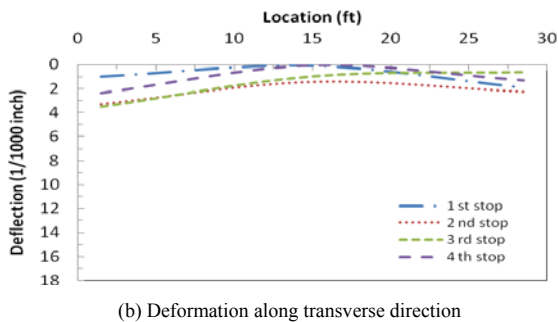 Location (ft)
0 5 10 15 20 25 30
Deflection (1/1000 inch)
0
2
4
6
8
10
12
14
16
18
1 st stop
2 nd stop
3 rd stop
4 th stop
(b) Deformation along transverse direction